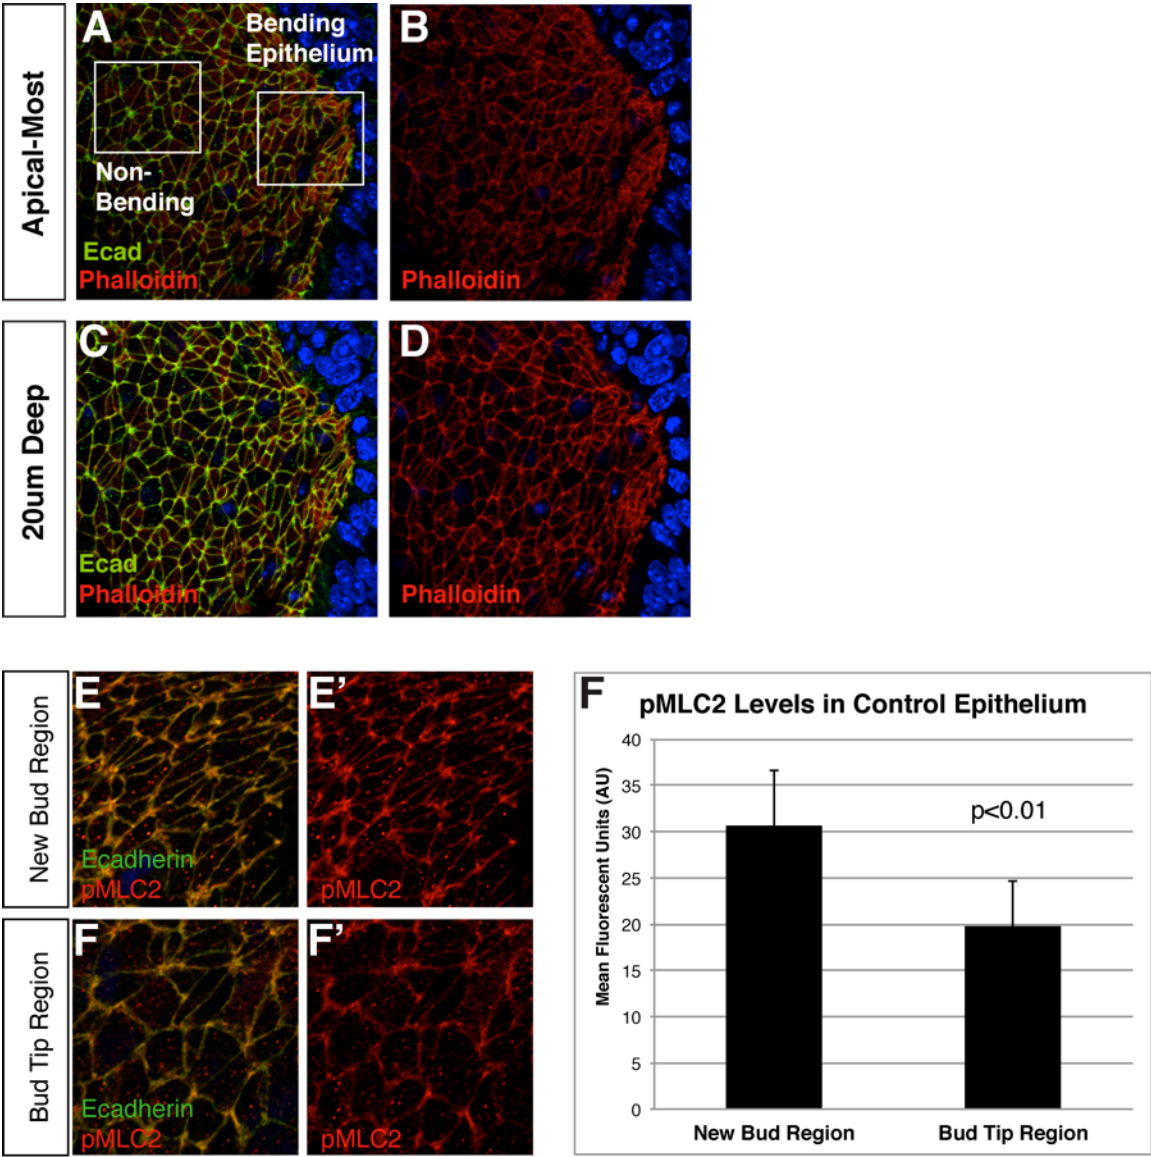 Apical-Most
A
Bending
Epithelium
Non-
Bending
Ecad
Phalloidin
B
Phalloidin
20um Deep
C
Ecad
Phalloidin
D
Phalloidin
New Bud Region
E
Ecadherin
pMLC2
E’
pMLC2
Bud Tip Region
F
Ecadherin
pMLC2
F’
pMLC2
F
pMLC2 Levels in Control Epithelium
Mean Fluorescent Units (AU)
40
35
30
25
20
15
10
5
0
p<0.01
New Bud Region
Bud Tip Region